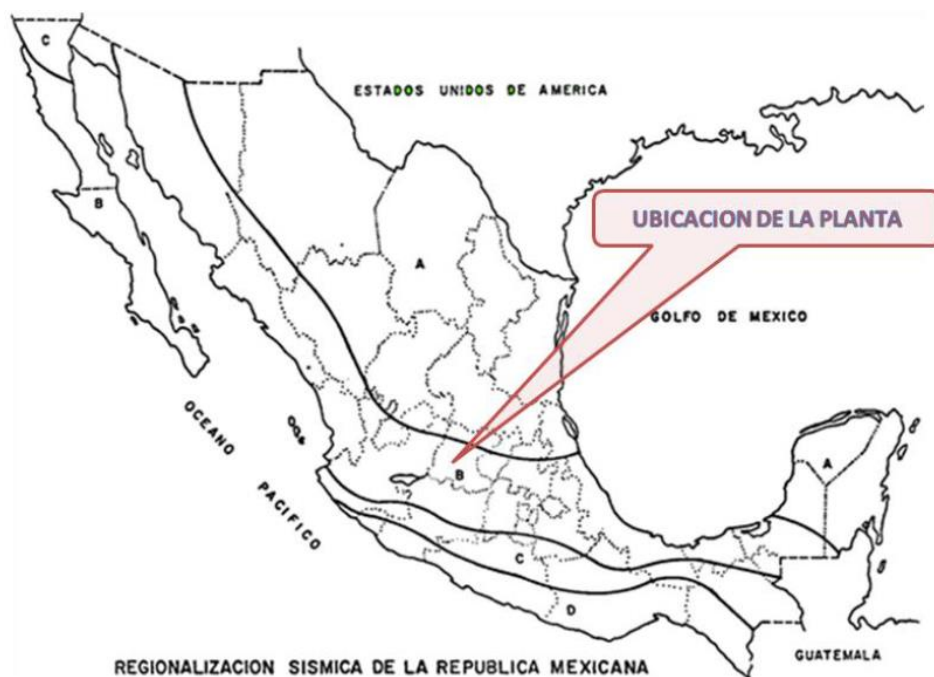 C
ESTADOS UNIDOS DE AMERICA
B
UBICACION DE LA PLANTA
A
GOLFO DE MEXICO
OCEANO
PACIFICO
B
A
C
D
GUATEMALA
REGIONALIZACION SISMICA DE LA REPUBLICA MEXICANA